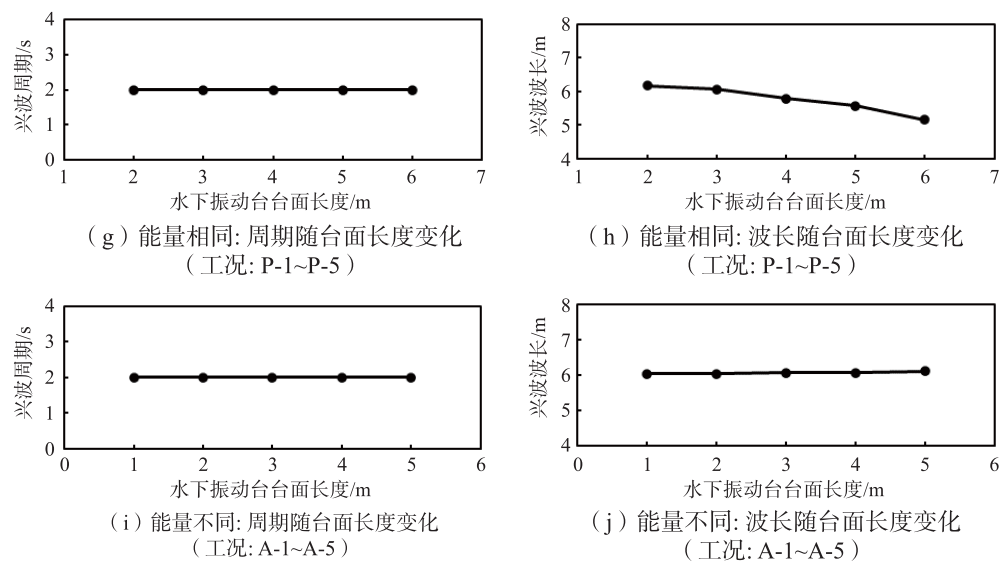 4
3
2
1
0
兴波周期/s
1 2 3 4 5 6 7
水下振动台台面长度/m
（g）能量相同: 周期随台面长度变化
（工况: P-1~P-5）
8
7
6
5
4
兴波波长/m
1 2 3 4 5 6 7
水下振动台台面长度/m
（h）能量相同: 波长随台面长度变化
（工况: P-1~P-5）
4
3
2
1
0
兴波周期/s
0 1 2 3 4 5 6
水下振动台台面长度/m
（i）能量不同: 周期随台面长度变化
（工况: A-1~A-5）
8
7
6
5
4
兴波波长/m
0 1 2 3 4 5 6
水下振动台台面长度/m
（j）能量不同: 波长随台面长度变化
（工况: A-1~A-5）